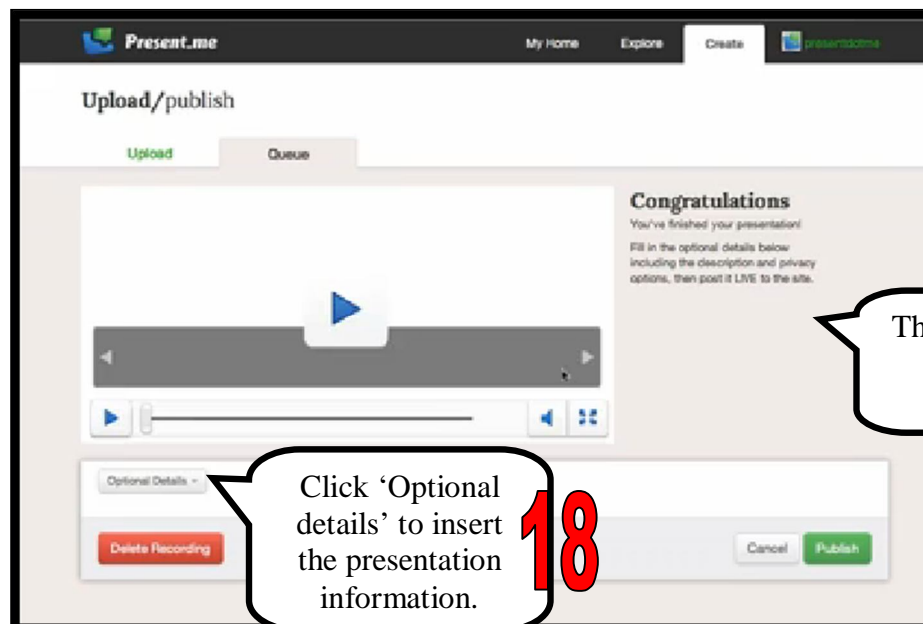 Present.me
My Home Explore Create presentdotme
Upload/publish
Upload Queue
Congratulations
You've finished your presentation!
Fill in the optional details below
including the description and privacy
options, then post it LIVE to the site.
Th
Optional Details
Click ‘Optional
details’ to insert
the presentation
information.
18
Delete Recording
Cancel Publish